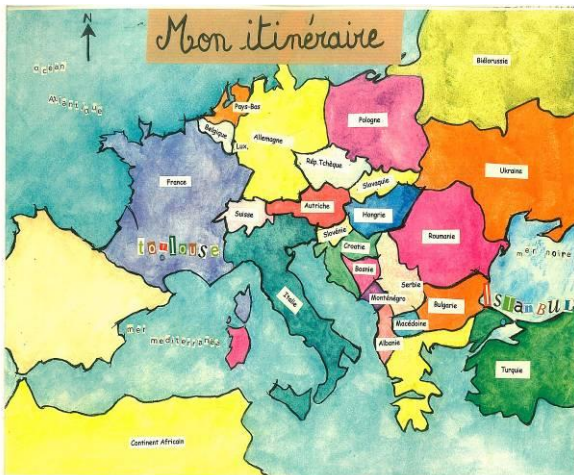 N
Mon itinéraire
océan
Atlantique
Biélorussie
Pays-Bas
Belgique
Lux.
Allemagne
Pologne
Rép.Tchèque
Ukraine
Slovaquie
France
Suisse
Autriche
Hongrie
Roumanie
Slovénie
Croatie
toulouse
mer noire
Bosnie
Serbie
Italie
Monténégro
Bulgarie
IStanBUL
Macédoine
Albanie
mer
méditerranée
Turquie
Continent Africain